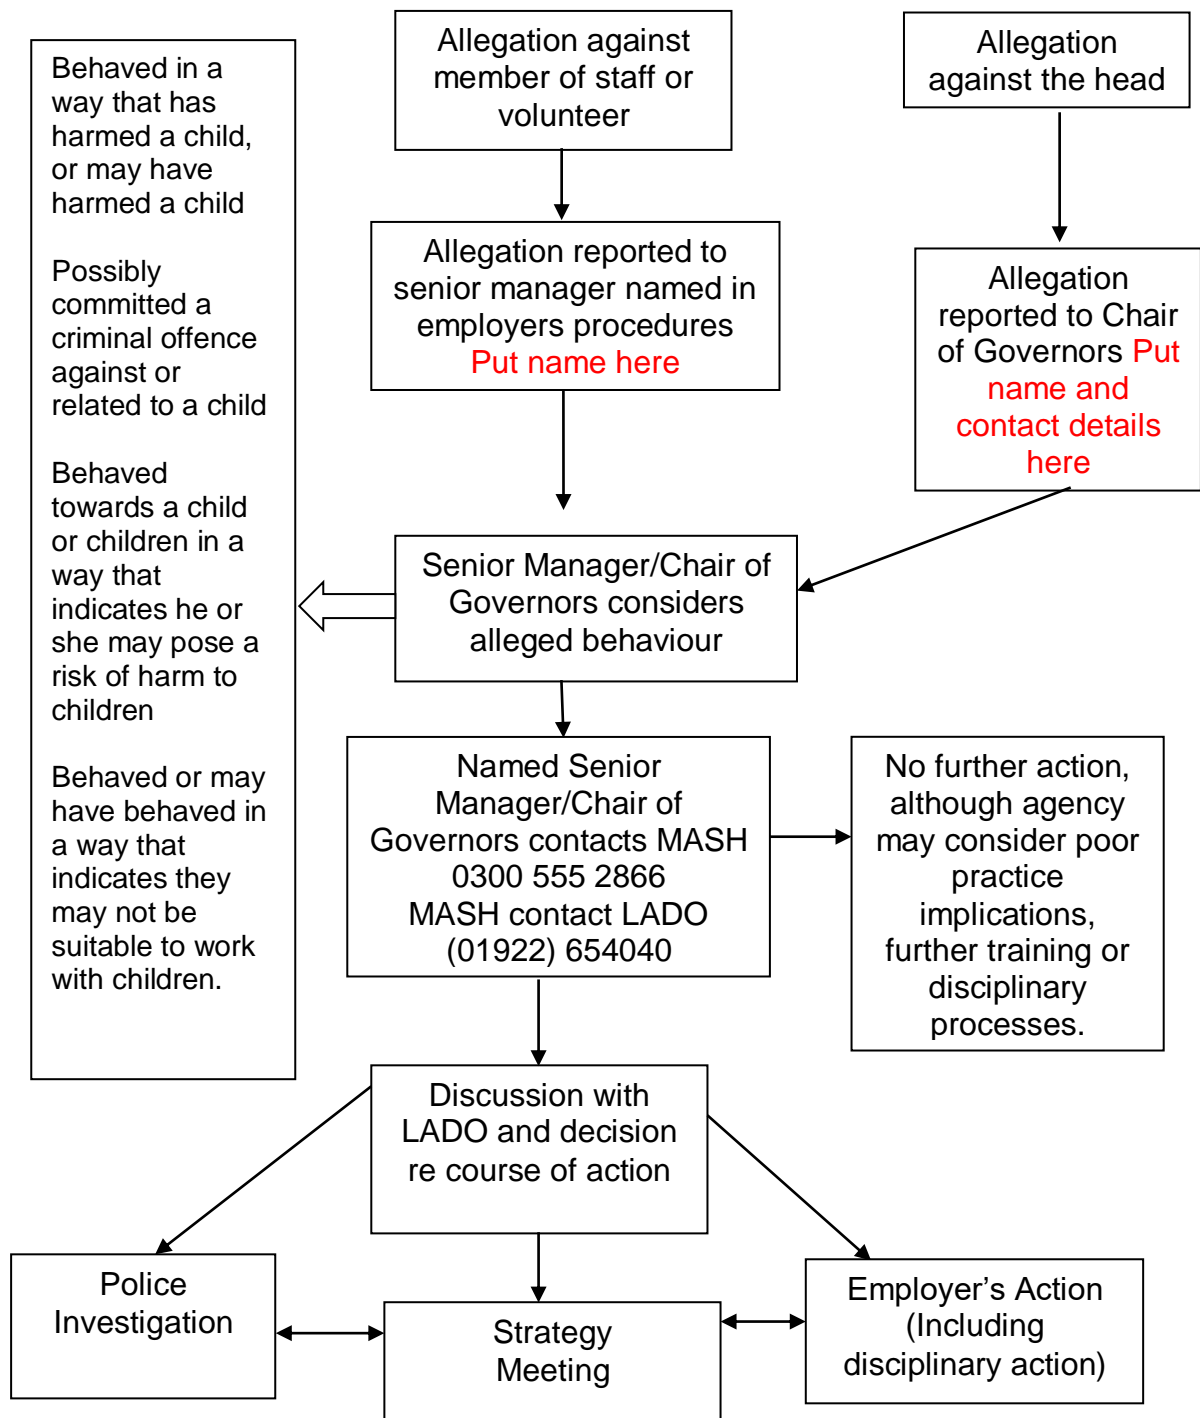 Behaved in a
way that has
harmed a child,
or may have
harmed a child
Possibly
committed a
criminal offence
against or
related to a child
Behaved
towards a child
or children in a
way that
indicates he or
she may pose a
risk of harm to
children
Behaved or may
have behaved in
a way that
indicates they
may not be
suitable to work
with children.
Allegation against
member of staff or
volunteer
Allegation
against the head
Allegation reported to
senior manager named in
employers procedures
Put name here
Allegation
reported to Chair
of Governors Put
name and
contact details
here
Senior Manager/Chair of
Governors considers
alleged behaviour
Named Senior
Manager/Chair of
Governors contacts MASH
0300 555 2866
MASH contact LADO
(01922) 654040
No further action,
although agency
may consider poor
practice
implications,
further training or
disciplinary
processes.
Discussion with
LADO and decision
re course of action
Police
Investigation
Strategy
Meeting
Employer’s Action
(Including
disciplinary action)